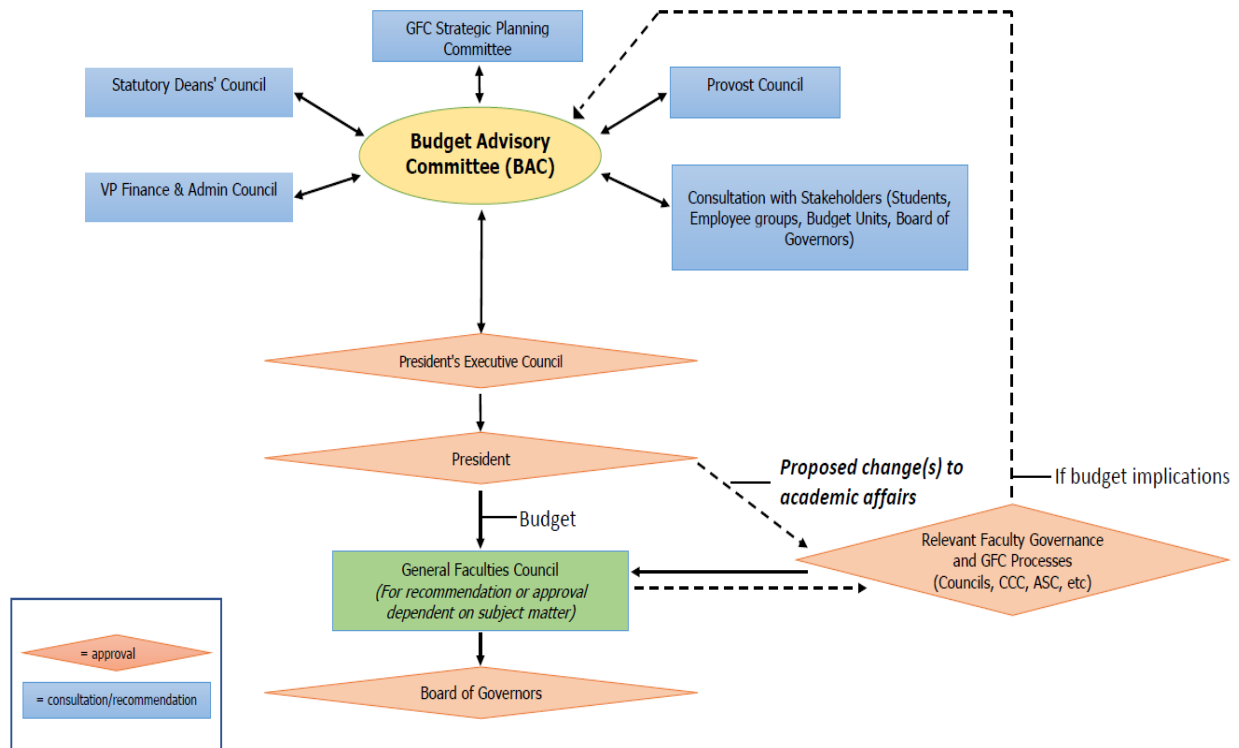 GFC Strategic Planning
Committee
Statutory Deans' Council
Provost Council
Budget Advisory
Committee (BAC)
VP Finance & Admin Council
Consultation with Stakeholders (Students,
Employee groups, Budget Units, Board of
Governors)
President's Executive Council
President
Proposed change(s) to
academic affairs
If budget implications
Budget
Relevant Faculty Governance
and GFC Processes
(Councils, CCC, ASC, etc)
General Faculties Council
(For recommendation or approval
dependent on subject matter)
Board of Governors
= approval
= consultation/recommendation